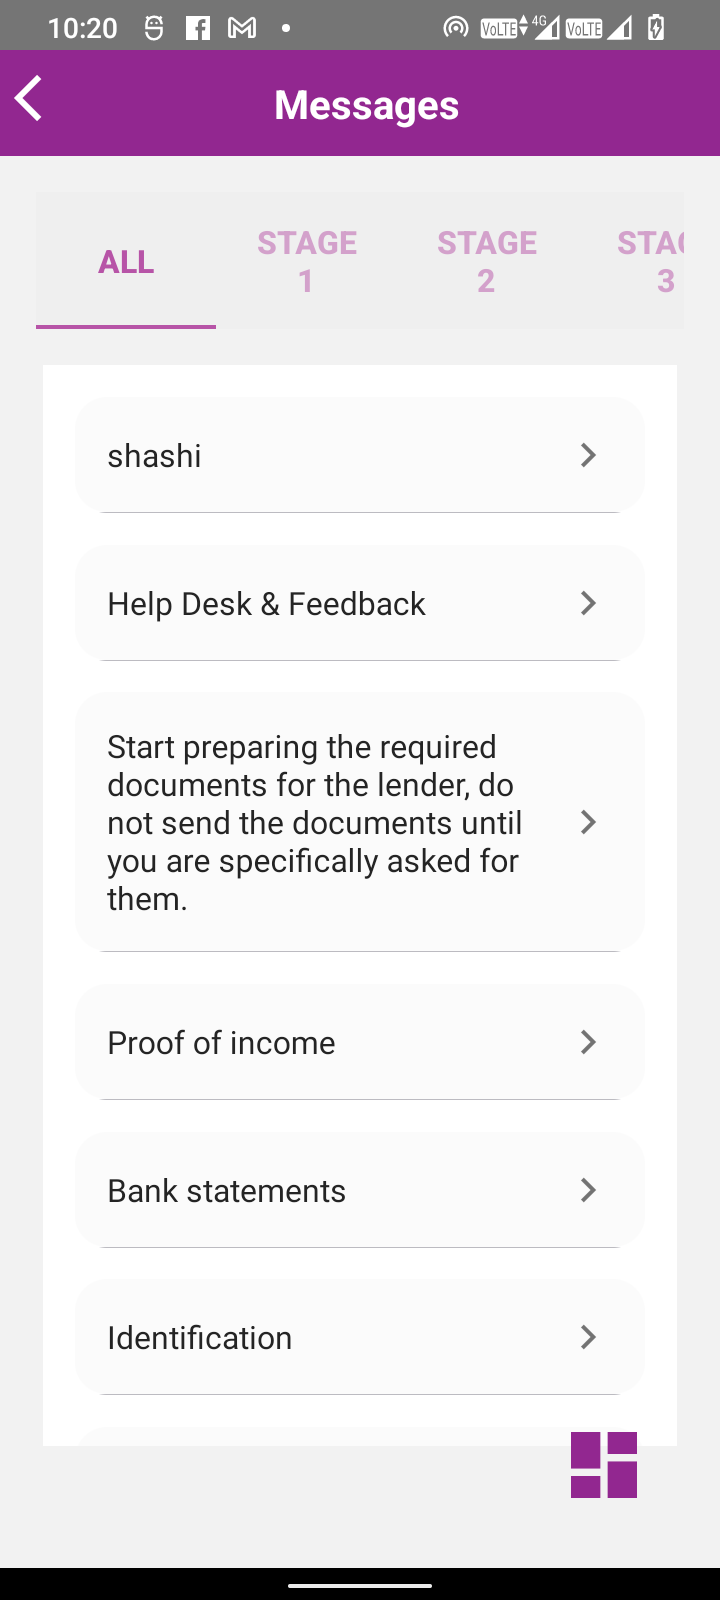 10:20
VoLTE 4G VoLTE
Messages
ALL
STAGE
1
STAGE
2
STAG
3
shashi
Help Desk & Feedback
Start preparing the required
documents for the lender, do
not send the documents until
you are specifically asked for
them.
Proof of income
Bank statements
Identification